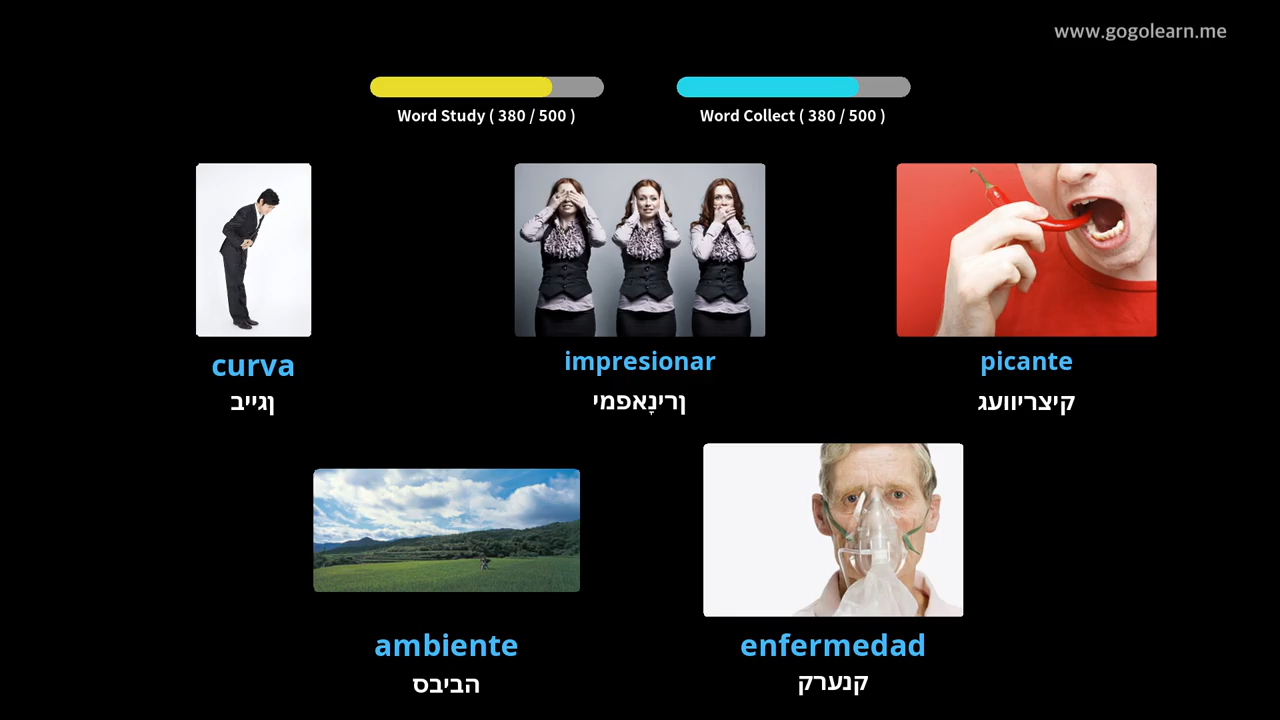 www.gogolearn.me
Word Study ( 380 / 500 )
Word Collect ( 380 / 500 )
curva
ןגייב
impresionar
ןרינָאפמי
picante
קיצריוועג
ambiente
הביבס
enfermedad
קנערק